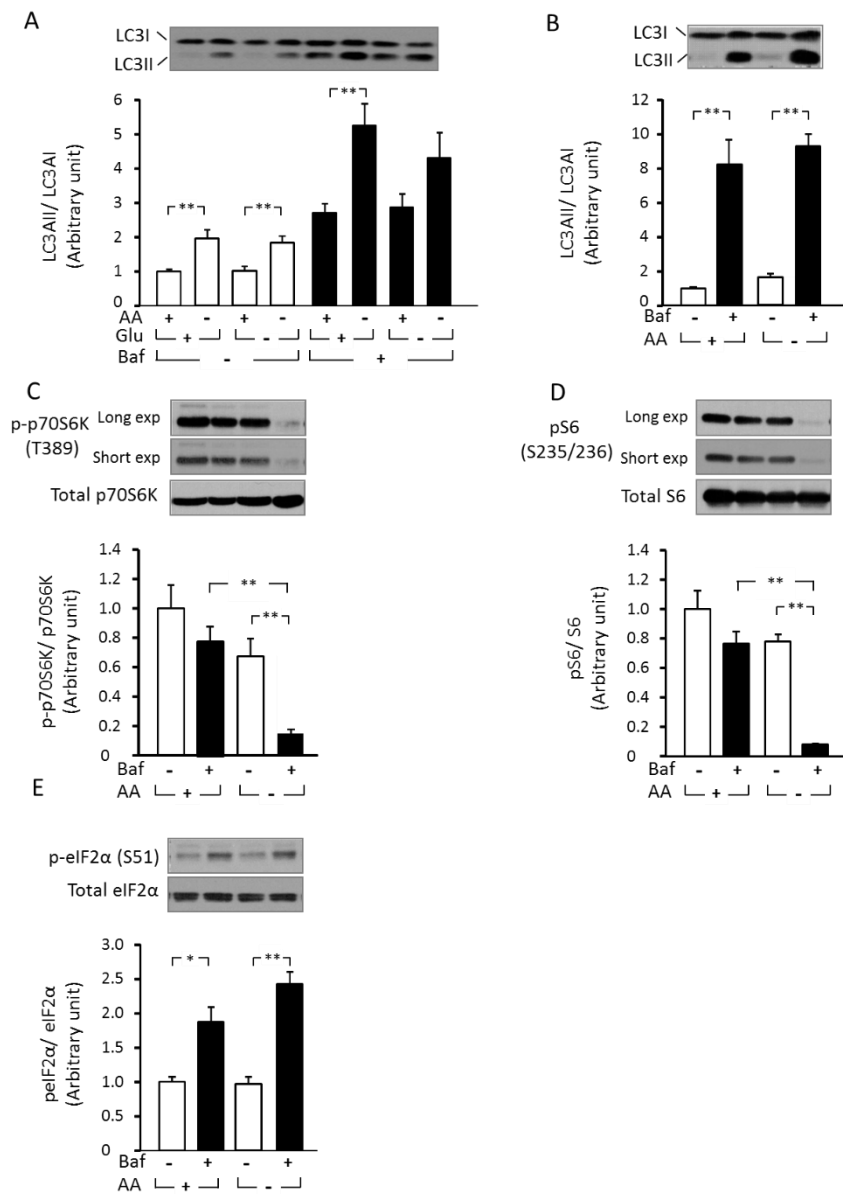 A
LC3I
LC3II
LC3AII/ LC3AI
(Arbitrary unit)
6
5
4
3
2
1
0
** ** **
AA + - + - + - + -
Glu + - + -
Baf - +
B
LC3I
LC3II
LC3AII/ LC3AI
(Arbitrary unit)
12
10
8
6
4
2
0
** **
- + - + Baf
+ - AA
C
p-p70S6K
(T389)
Long exp
Short exp
Total p70S6K
p-p70S6K/ p70S6K
(Arbitrary unit)
1.4
1.2
1.0
0.8
0.6
0.4
0.2
0
**
**
Baf - + - +
AA + -
D
pS6
(S235/236)
Long exp
Short exp
Total S6
pS6/ S6
(Arbitrary unit)
1.4
1.2
1.0
0.8
0.6
0.4
0.2
0
**
**
Baf - + - +
AA + -
E
p-eIF2α (S51)
Total eIF2α
peIF2α/ eIF2α
(Arbitrary unit)
3.0
2.5
2.0
1.5
1.0
0.5
0
* **
Baf - + - +
AA + -